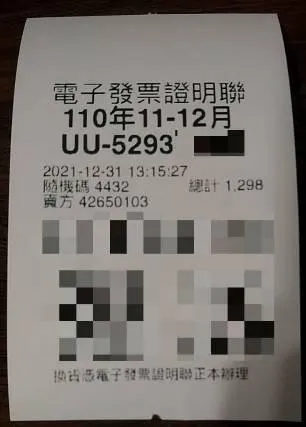 電子發票證明聯
110年11-12月
UU-5293
2021-12-31 13:15:27
隨機碼 4432 總計 1,298
賣方 42650103
換貨憑電子發票證明聯正本辦理